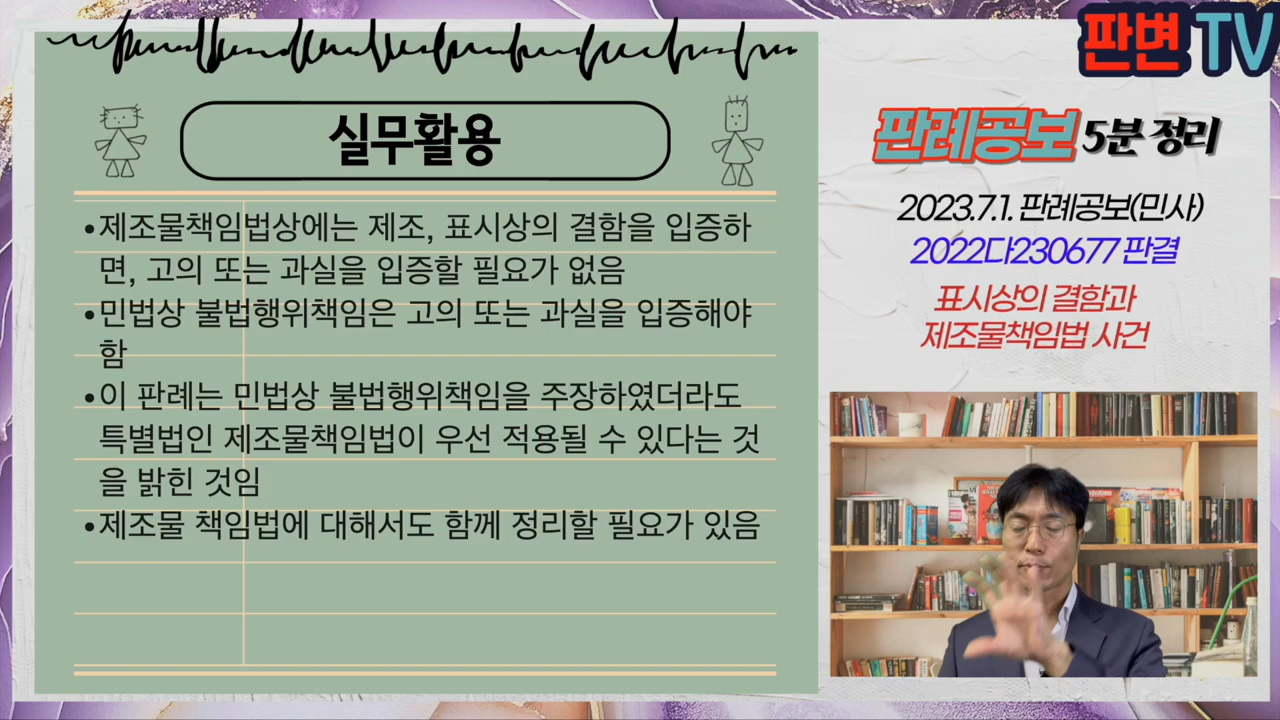 판변 TV
실무활용
•제조물책임법상에는 제조, 표시상의 결함을 입증하
면, 고의 또는 과실을 입증할 필요가 없음
•민법상 불법행위책임은 고의 또는 과실을 입증해야
함
•이 판례는 민법상 불법행위책임을 주장하였더라도
특별법인 제조물책임법이 우선 적용될 수 있다는 것
을 밝힌 것임
•제조물 책임법에 대해서도 함께 정리할 필요가 있음
판례공보 5분 정리
2023.7.1. 판례공보(민사)
2022다230677 판결
표시상의 결함과
제조물책임법 사건